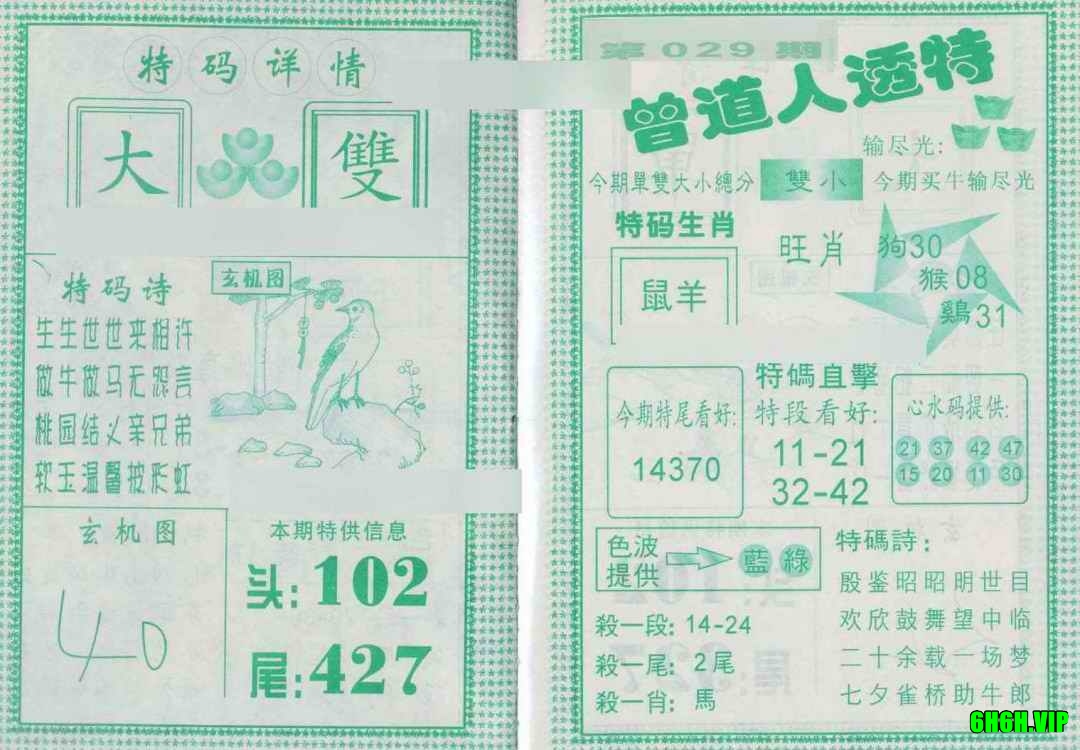 特码详情
大 雙
特码诗
生生世世来相许
做牛做马无怨言
桃园结义亲兄弟
软玉温馨披彩虹
玄机图
玄机图
40
本期特供信息
头:102
尾:427
第029期
曾道人透特
输尽光:
今期單雙大小總分 雙小 今期买牛输尽光
特码生肖
鼠羊
旺肖
狗30
猴08
鷄31
今期特尾看好:
14370
特碼直擊
特段看好:
11-21
32-42
心水码提供:
21 37 42 47
15 20 11 30
色波
提供
藍 綠
殺一段: 14-24
殺一尾: 2尾
殺一肖: 馬
特碼詩:
殷鉴昭昭明世目
欢欣鼓舞望中临
二十余载一场梦
七夕雀桥助牛郎
6H6H.VIP